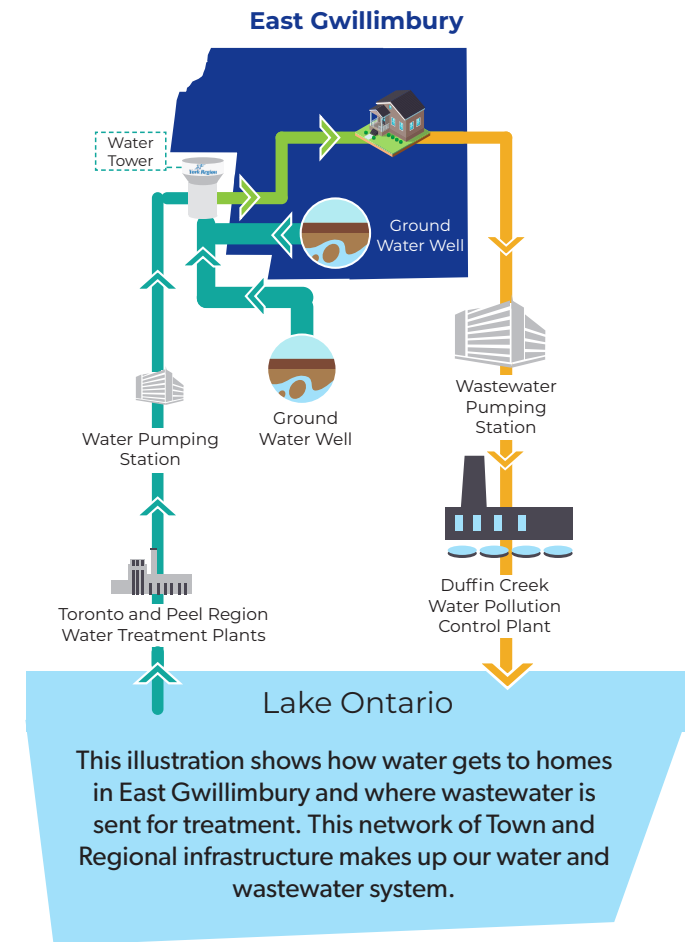 East Gwillimbury
Water
Tower
York Region
Ground
Water Well
Ground
Water Well
Water Pumping
Station
Wastewater
Pumping
Station
Toronto and Peel Region
Water Treatment Plants
Duffin Creek
Water Pollution
Control Plant
Lake Ontario
This illustration shows how water gets to homes
in East Gwillimbury and where wastewater is
sent for treatment. This network of Town and
Regional infrastructure makes up our water and
wastewater system.